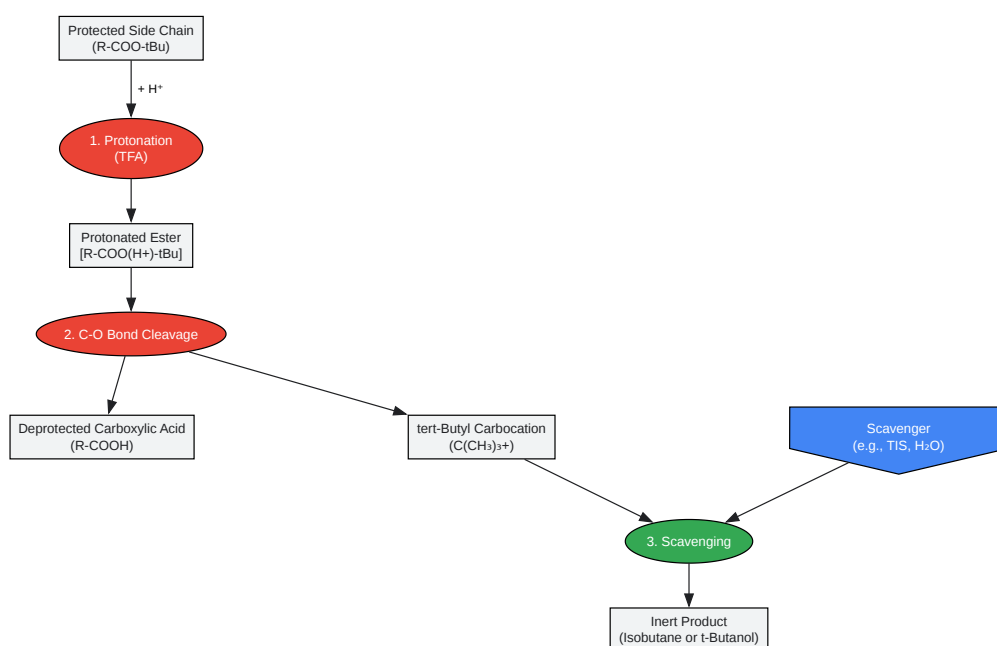 Protected Side Chain
(R-COO-tBu)
+ H⁺
1. Protonation
(TFA)
Protonated Ester
[R-COO(H+)-tBu]
2. C-O Bond Cleavage
Deprotected Carboxylic Acid
(R-COOH)
tert-Butyl Carbocation
(C(CH₃)₃+)
Scavenger
(e.g., TIS, H₂O)
3. Scavenging
Inert Product
(Isobutane or t-Butanol)